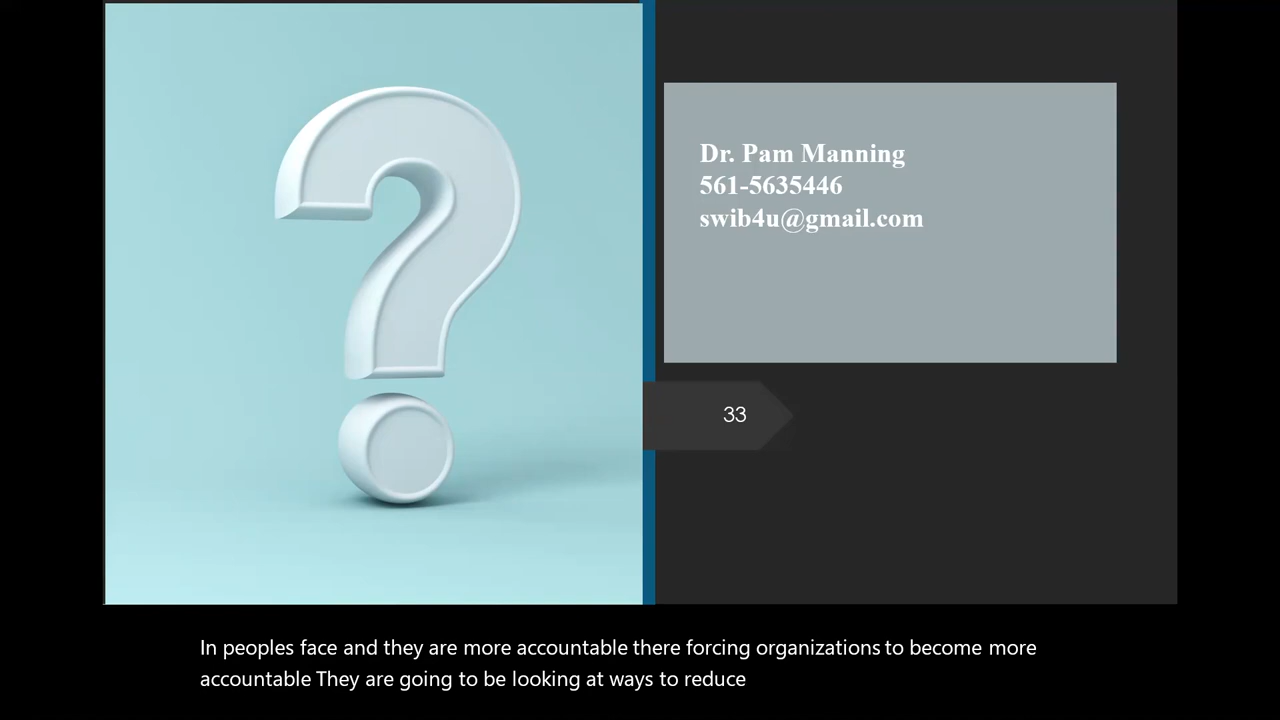 Dr. Pam Manning
561-5635446
swib4u@gmail.com
33
In peoples face and they are more accountable there forcing organizations to become more
accountable They are going to be looking at ways to reduce